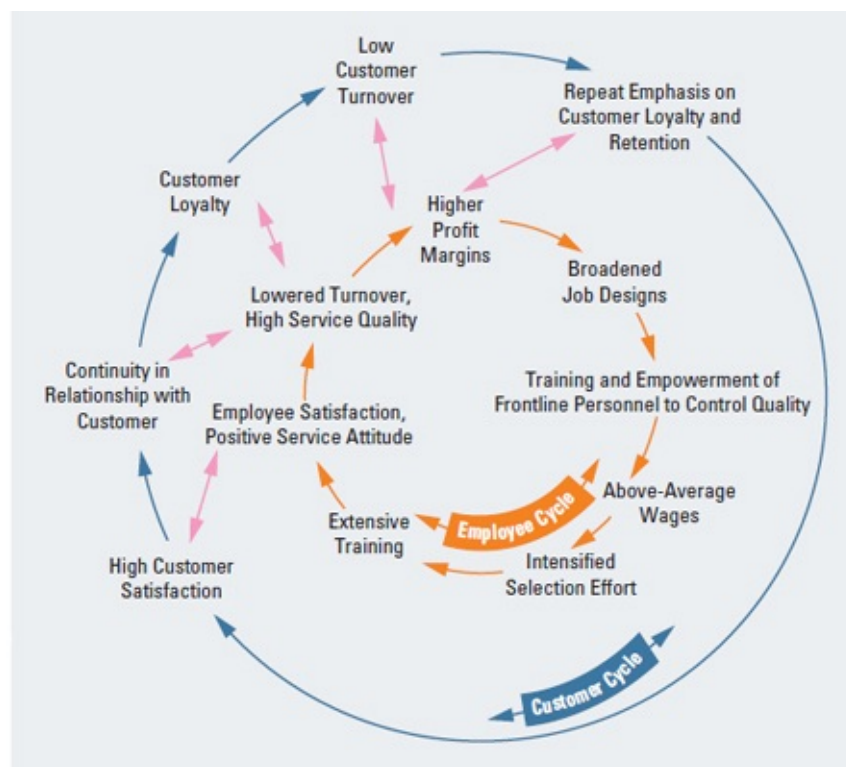 Low
Customer
Turnover
Repeat Emphasis on
Customer Loyalty and
Retention
Customer
Loyalty
Higher
Profit
Margins
Broadened
Job Designs
Lowered Turnover,
High Service Quality
Continuity in
Relationship with
Customer
Training and Empowerment of
Frontline Personnel to Control Quality
Employee Satisfaction,
Positive Service Attitude
Above-Average
Wages
Employee Cycle
Extensive
Training
Intensified
Selection Effort
High Customer
Satisfaction
Customer Cycle